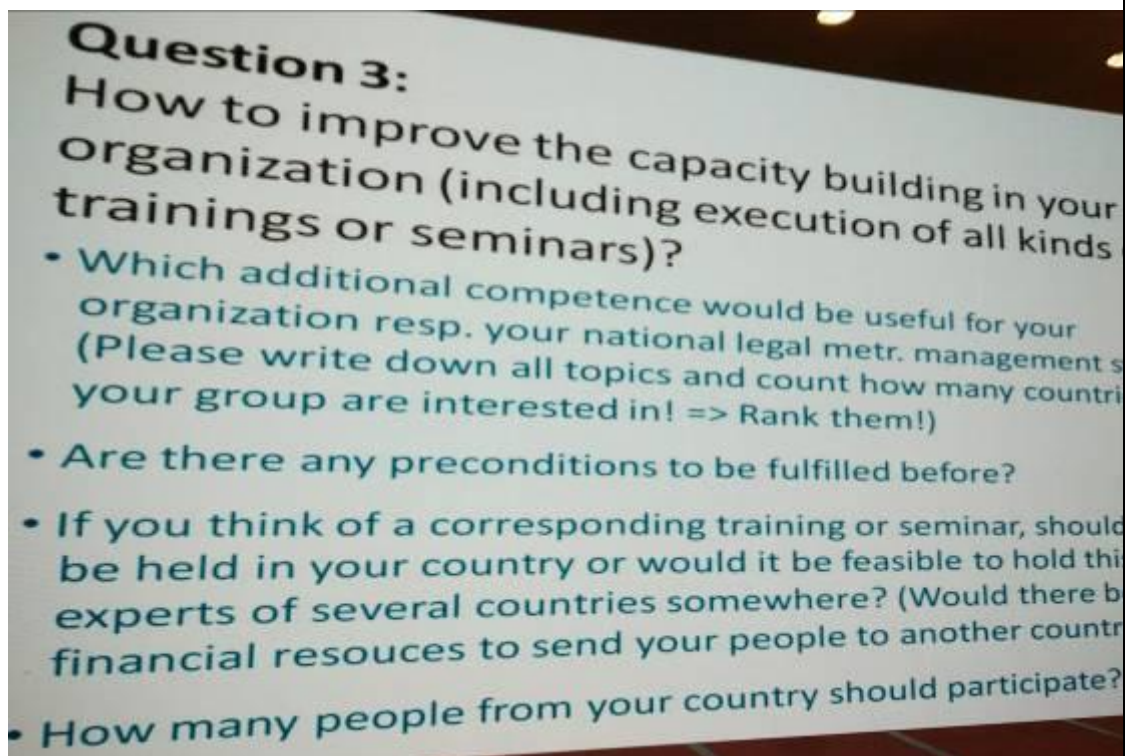 Question 3:
How to improve the capacity building in your
organization (including execution of all kinds
trainings or seminars)?
• Which additional competence would be useful for your
organization resp. your national legal metr. management
(Please write down all topics and count how many
your group are interested in! => Rank them!)
• Are there any preconditions to be fulfilled before?
• If you think of a corresponding training or seminar, should
be held in your country or would it be feasible to hold
experts of several countries somewhere? (Would there
financial resouces to send your people to another
• How many people from your country should participate?